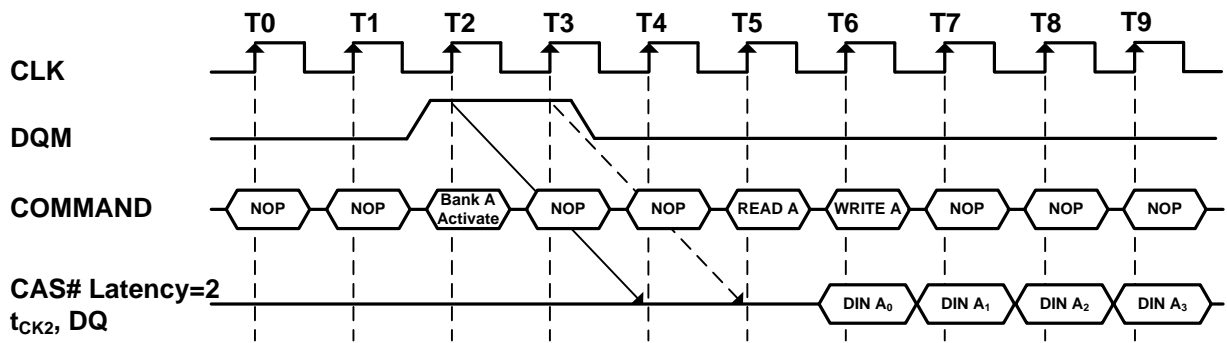 T0 T1 T2 T3 T4 T5 T6 T7 T8 T9
CLK
DQM
COMMAND NOP NOP Bank A Activate NOP NOP READ A WRITE A NOP NOP NOP
CAS# Latency=2
tCK2, DQ DIN A0 DIN A1 DIN A2 DIN A3